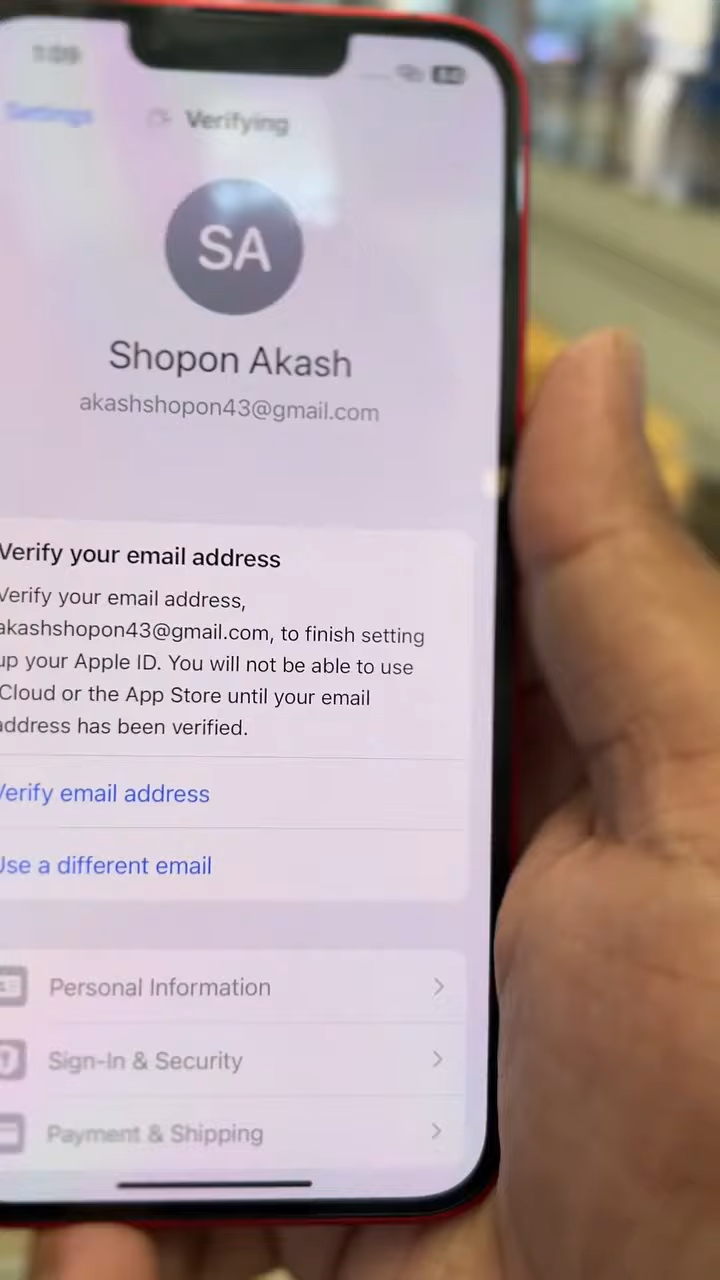 1:09
Settings
Verifying
SA
Shopon Akash
akashshopon43@gmail.com
Verify your email address
Verify your email address,
akashshopon43@gmail.com, to finish setting
up your Apple ID. You will not be able to use
iCloud or the App Store until your email
address has been verified.
Verify email address
Use a different email
Personal Information
Sign-In & Security
Payment & Shipping